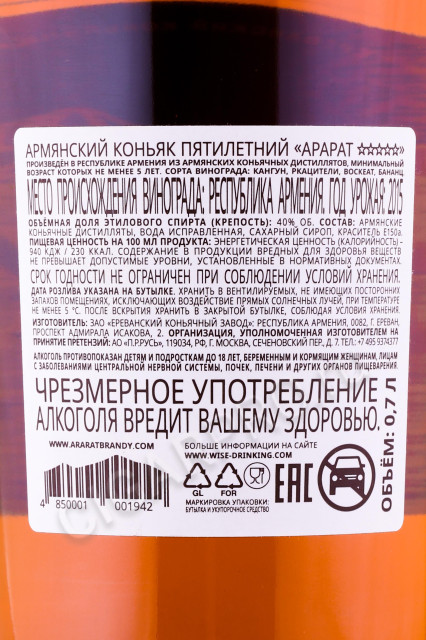 АРМЯНСКИЙ КОНЬЯК ПЯТИЛЕТНИЙ «АРАРАТ ☆☆☆☆☆»
ПРОИЗВЕДЁН В РЕСПУБЛИКЕ АРМЕНИЯ ИЗ АРМЯНСКИХ КОНЬЯЧНЫХ ДИСТИЛЛЯТОВ, МИНИМАЛЬНЫЙ
ВОЗРАСТ КОТОРЫХ НЕ МЕНЕЕ 5 ЛЕТ. СОРТА ВИНОГРАДА: КАНГУН, РКАЦИТЕЛИ, ВОСКЕАТ, БАНАНЦ
МЕСТО ПРОИСХОЖДЕНИЯ ВИНОГРАДА: РЕСПУБЛИКА АРМЕНИЯ. ГОД УРОЖАЯ 2015
ОБЪЁМНАЯ ДОЛЯ ЭТИЛОВОГО СПИРТА (КРЕПОСТЬ): 40% ОБ. СОСТАВ: АРМЯНСКИЕ
КОНЬЯЧНЫЕ ДИСТИЛЛЯТЫ, ВОДА ИСПРАВЛЕННАЯ, САХАРНЫЙ СИРОП, КРАСИТЕЛЬ Е150а.
ПИЩЕВАЯ ЦЕННОСТЬ НА 100 МЛ ПРОДУКТА: ЭНЕРГЕТИЧЕСКАЯ ЦЕННОСТЬ (КАЛОРИЙНОСТЬ) –
940 КДЖ / 230 ККАЛ. СОДЕРЖАНИЕ В ПРОДУКЦИИ ВРЕДНЫХ ДЛЯ ЗДОРОВЬЯ ВЕЩЕСТВ
НЕ ПРЕВЫШАЕТ ДОПУСТИМЫЕ УРОВНИ, УСТАНОВЛЕННЫЕ В НОРМАТИВНЫХ ДОКУМЕНТАХ.
СРОК ГОДНОСТИ НЕ ОГРАНИЧЕН ПРИ СОБЛЮДЕНИИ УСЛОВИЙ ХРАНЕНИЯ.
ДАТА РОЗЛИВА УКАЗАНА НА БУТЫЛКЕ. ХРАНИТЬ В ВЕНТИЛИРУЕМЫХ, НЕ ИМЕЮЩИХ ПОСТОРОННИХ
ЗАПАХОВ ПОМЕЩЕНИЯХ, ИСКЛЮЧАЮЩИХ ВОЗДЕЙСТВИЕ ПРЯМЫХ СОЛНЕЧНЫХ ЛУЧЕЙ, ПРИ ТЕМПЕРАТУРЕ
НЕ МЕНЕЕ 5 °С. ПОСЛЕ ВСКРЫТИЯ ХРАНИТЬ В ЗАКРЫТОЙ БУТЫЛКЕ, СОБЛЮДАЯ УСЛОВИЯ ХРАНЕНИЯ.
ИЗГОТОВИТЕЛЬ: ЗАО «ЕРЕВАНСКИЙ КОНЬЯЧНЫЙ ЗАВОД»: РЕСПУБЛИКА АРМЕНИЯ, 0082, Г. ЕРЕВАН,
ПРОСПЕКТ АДМИРАЛА ИСАКОВА, 2. ОРГАНИЗАЦИЯ, УПОЛНОМОЧЕННАЯ ИЗГОТОВИТЕЛЕМ НА
ПРИНЯТИЕ ПРЕТЕНЗИЙ: АО «П.Р.РУСЬ», 119034, РФ, Г. МОСКВА, СЕЧЕНОВСКИЙ ПЕР., Д. 2, ТЕЛ.: +7 495 9374377
АЛКОГОЛЬ ПРОТИВОПОКАЗАН ДЕТЯМ И ПОДРОСТКАМ ДО 18 ЛЕТ, БЕРЕМЕННЫМ И КОРМЯЩИМ ЖЕНЩИНАМ, ЛИЦАМ
С ЗАБОЛЕВАНИЯМИ ЦЕНТРАЛЬНОЙ НЕРВНОЙ СИСТЕМЫ, ПОЧЕК, ПЕЧЕНИ И ДРУГИХ ОРГАНОВ ПИЩЕВАРЕНИЯ.
ЧРЕЗМЕРНОЕ УПОТРЕБЛЕНИЕ
АЛКОГОЛЯ ВРЕДИТ ВАШЕМУ ЗДОРОВЬЮ.
WWW.ARARATBRANDY.COM
БОЛЬШЕ ИНФОРМАЦИИ НА САЙТЕ
WWW.WISE-DRINKING.COM
GL
FOR
EAC
МАРКИРОВКА УПАКОВКИ:
БУТЫЛКА И УКУПОРОЧНОЕ СРЕДСТВО
4 850001 001942
ОБЪЁМ: 0,7 Л